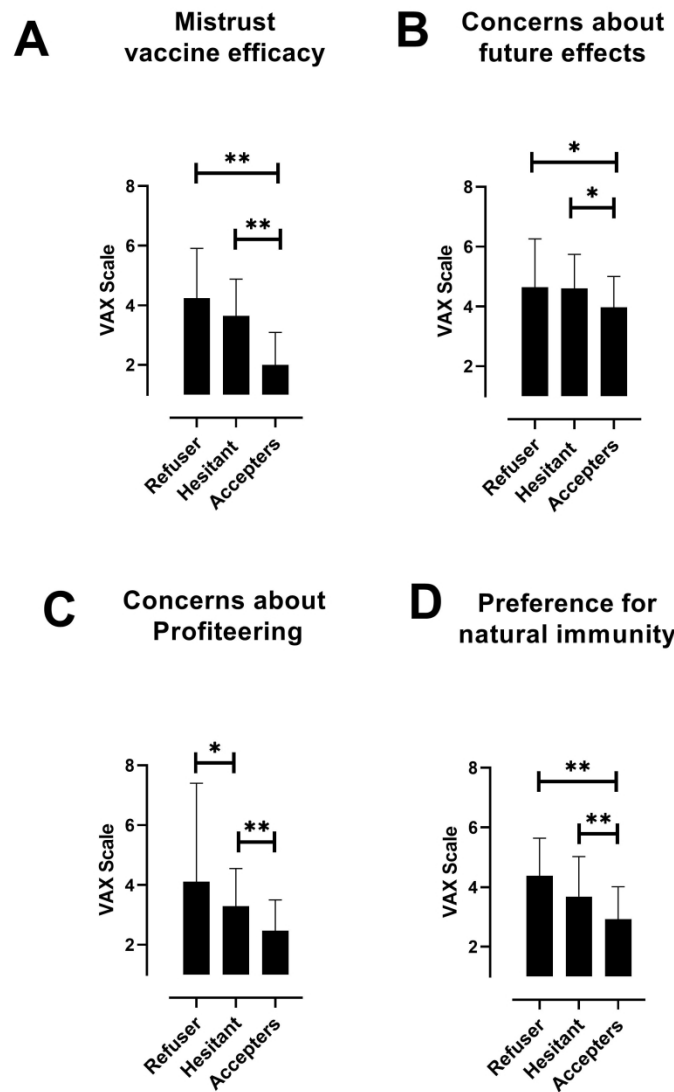 A
Mistrust
vaccine efficacy
**
**
8
6
4
2
VAX Scale
Refuser
Hesitant
Accepters
B
Concerns about
future effects
*
*
8
6
4
2
VAX Scale
Refuser
Hesitant
Accepters
C
Concerns about
Profiteering
*
**
8
6
4
2
VAX Scale
Refuser
Hesitant
Accepters
D
Preference for
natural immunity
**
**
8
6
4
2
VAX Scale
Refuser
Hesitant
Accepters